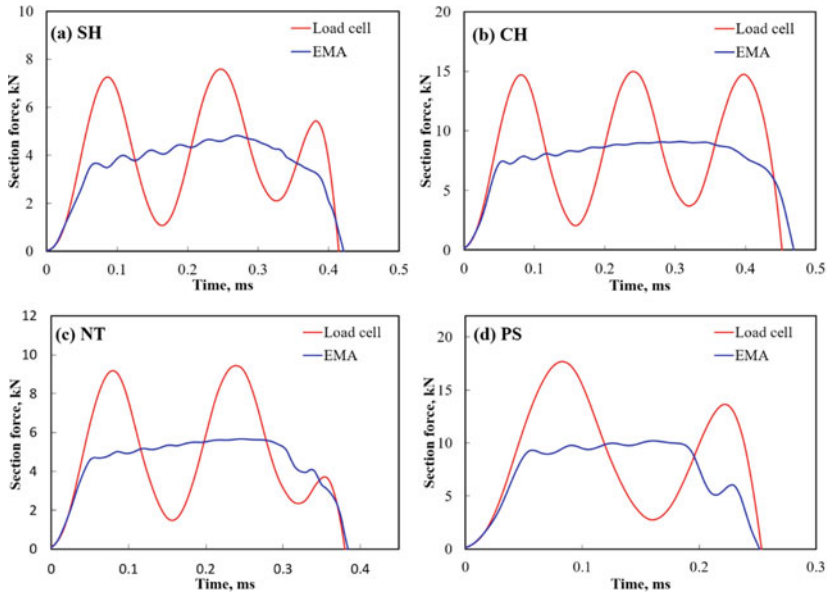 (a) SH
Load cell
EMA
Section force, kN
10
8
6
4
2
0
0 0.1 0.2 0.3 0.4 0.5
Time, ms
(b) CH
Load cell
EMA
Section force, kN
20
15
10
5
0
0 0.1 0.2 0.3 0.4 0.5
Time, ms
(c) NT
Load cell
EMA
Section force, kN
12
10
8
6
4
2
0
0 0.1 0.2 0.3 0.4
Time, ms
(d) PS
Load cell
EMA
Section force, kN
20
15
10
5
0
0 0.1 0.2 0.3
Time, ms